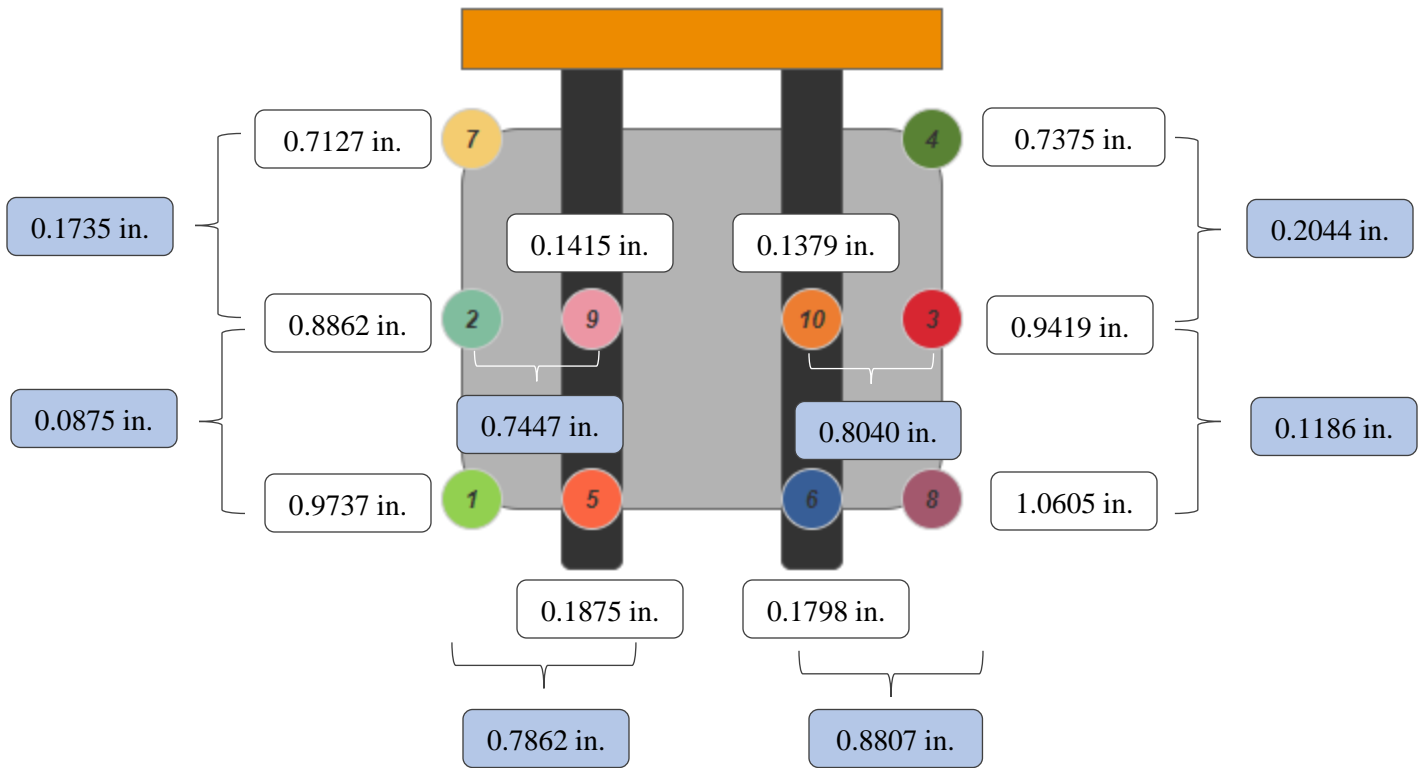 0.7127 in.
7
4
0.7375 in.
0.1735 in.
0.1415 in.
0.1379 in.
0.2044 in.
0.8862 in.
2
9
10
3
0.9419 in.
0.0875 in.
0.7447 in.
0.8040 in.
0.1186 in.
0.9737 in.
1
5
6
8
1.0605 in.
0.1875 in.
0.1798 in.
0.7862 in.
0.8807 in.